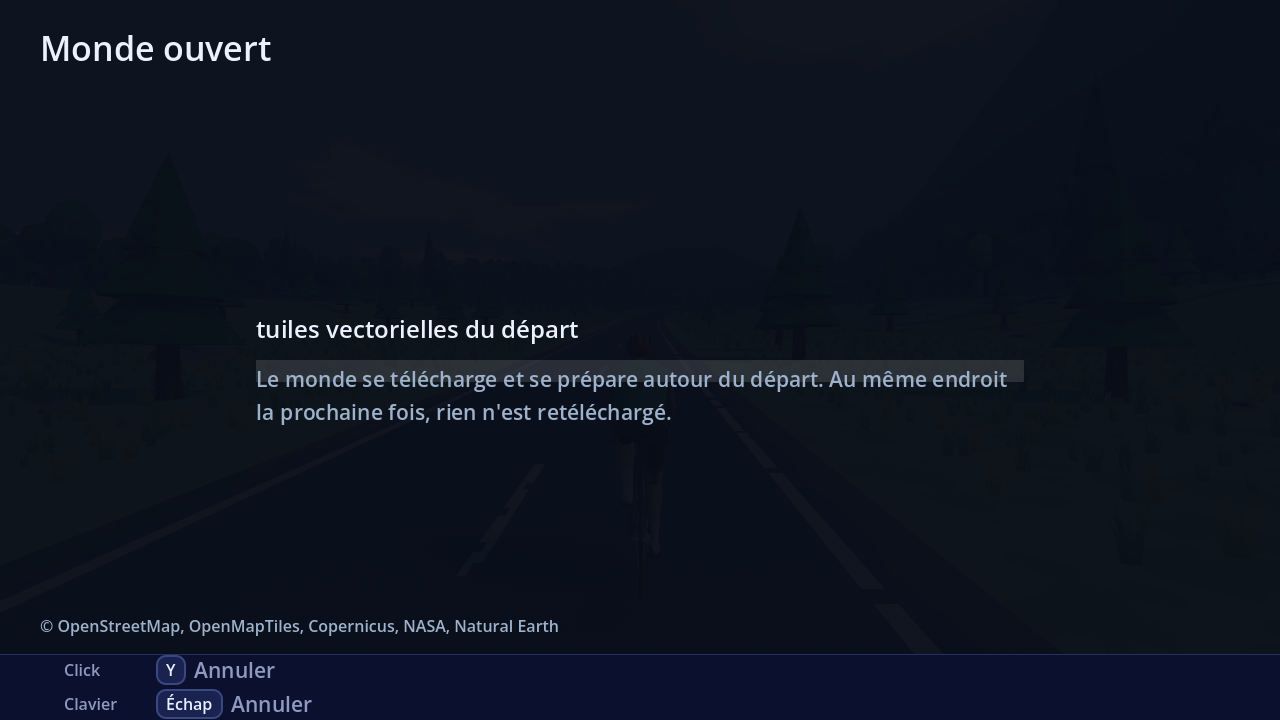 Monde ouvert
tuiles vectorielles du départ
Le monde se télécharge et se prépare autour du départ. Au même endroit
la prochaine fois, rien n'est retéléchargé.
© OpenStreetMap, OpenMapTiles, Copernicus, NASA, Natural Earth
Click Y Annuler
Clavier Échap Annuler